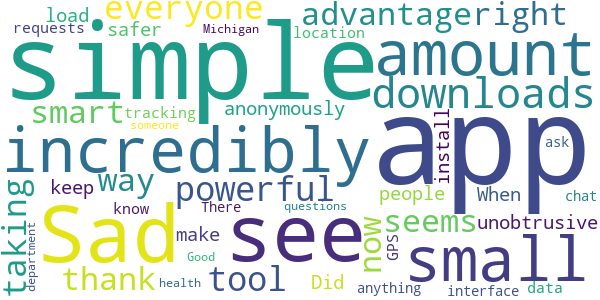 everyone
load
safer
Michigan
location
advantage
right
requests
simple
amount
smart
tracking
anonymously
downloads
someone
install
app
ask
incredibly
way
powerful
keep
people
When
chat
taking
know
There
questions
Sad
see
now
seems
unobtrusive
department
make
GPS
small
thank
Good
health
tool
Did
anything
interface
data